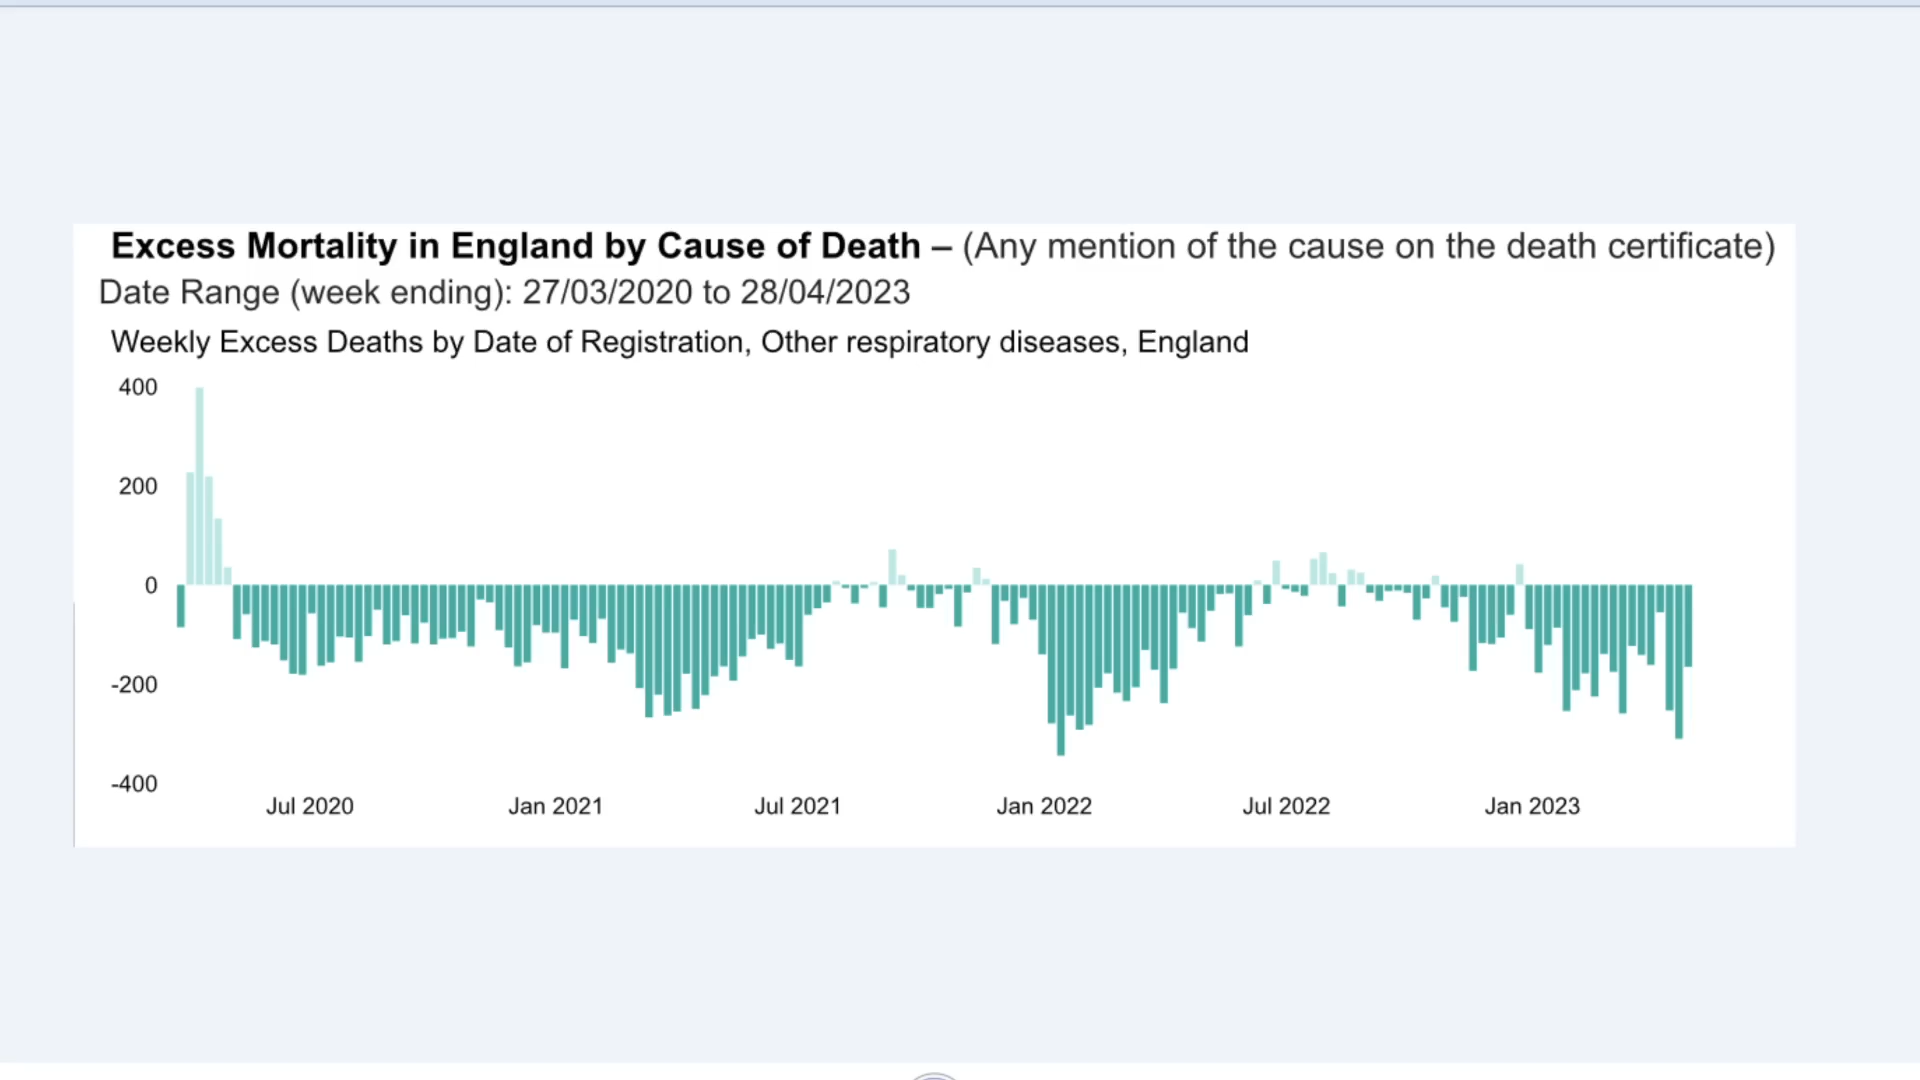 Excess Mortality in England by Cause of Death – (Any mention of the cause on the death certificate)
Date Range (week ending): 27/03/2020 to 28/04/2023
Weekly Excess Deaths by Date of Registration, Other respiratory diseases, England
400
200
0
-200
-400
Jul 2020 Jan 2021 Jul 2021 Jan 2022 Jul 2022 Jan 2023